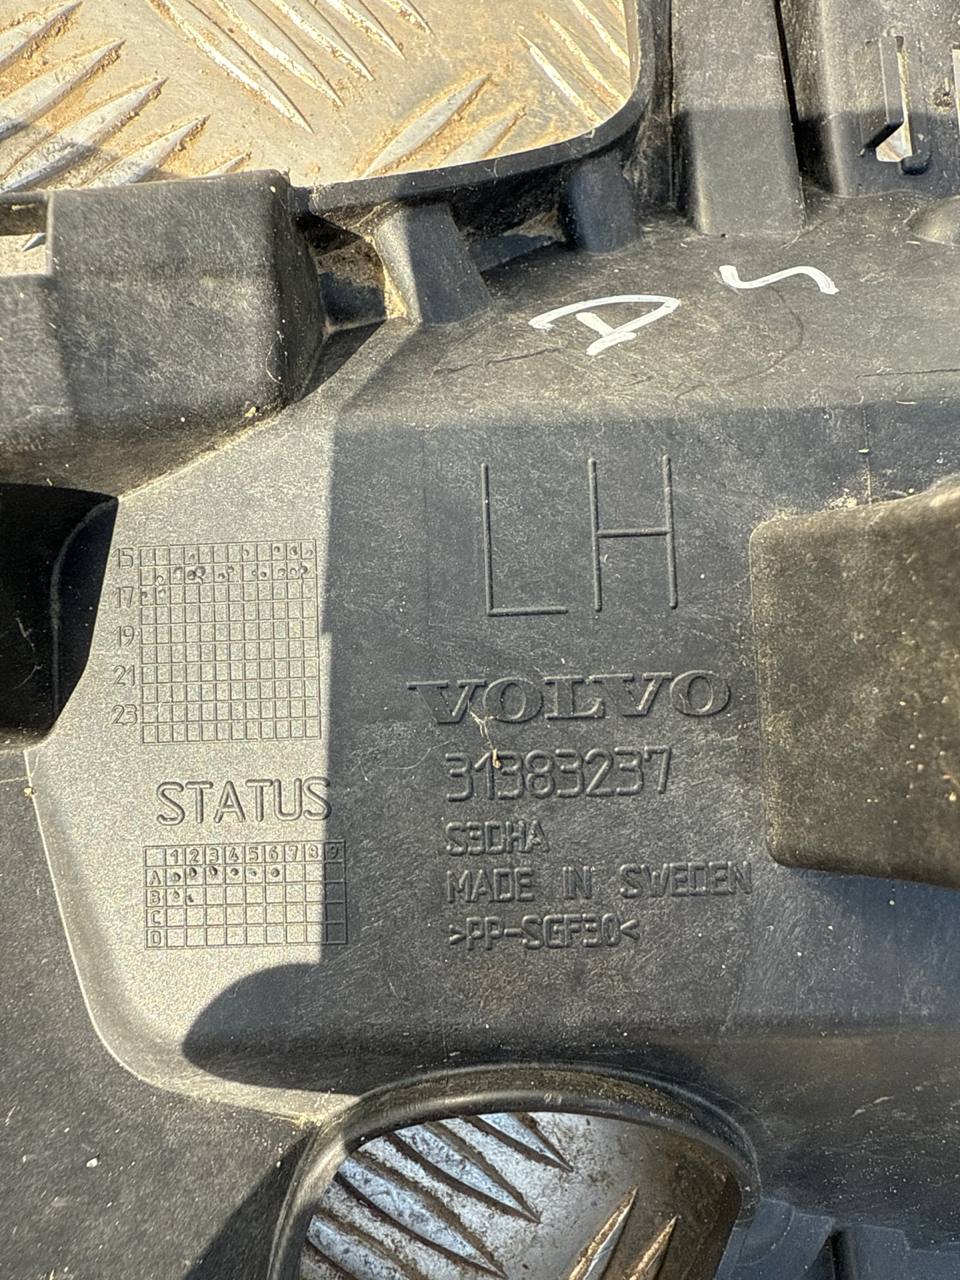 LH
15
17
19
21
23
VOLVO
31383237
STATUS
1 2 3 4 5 6 7 8 9
A
B
C
D
MADE IN SWEDEN
>PP-SGF30<